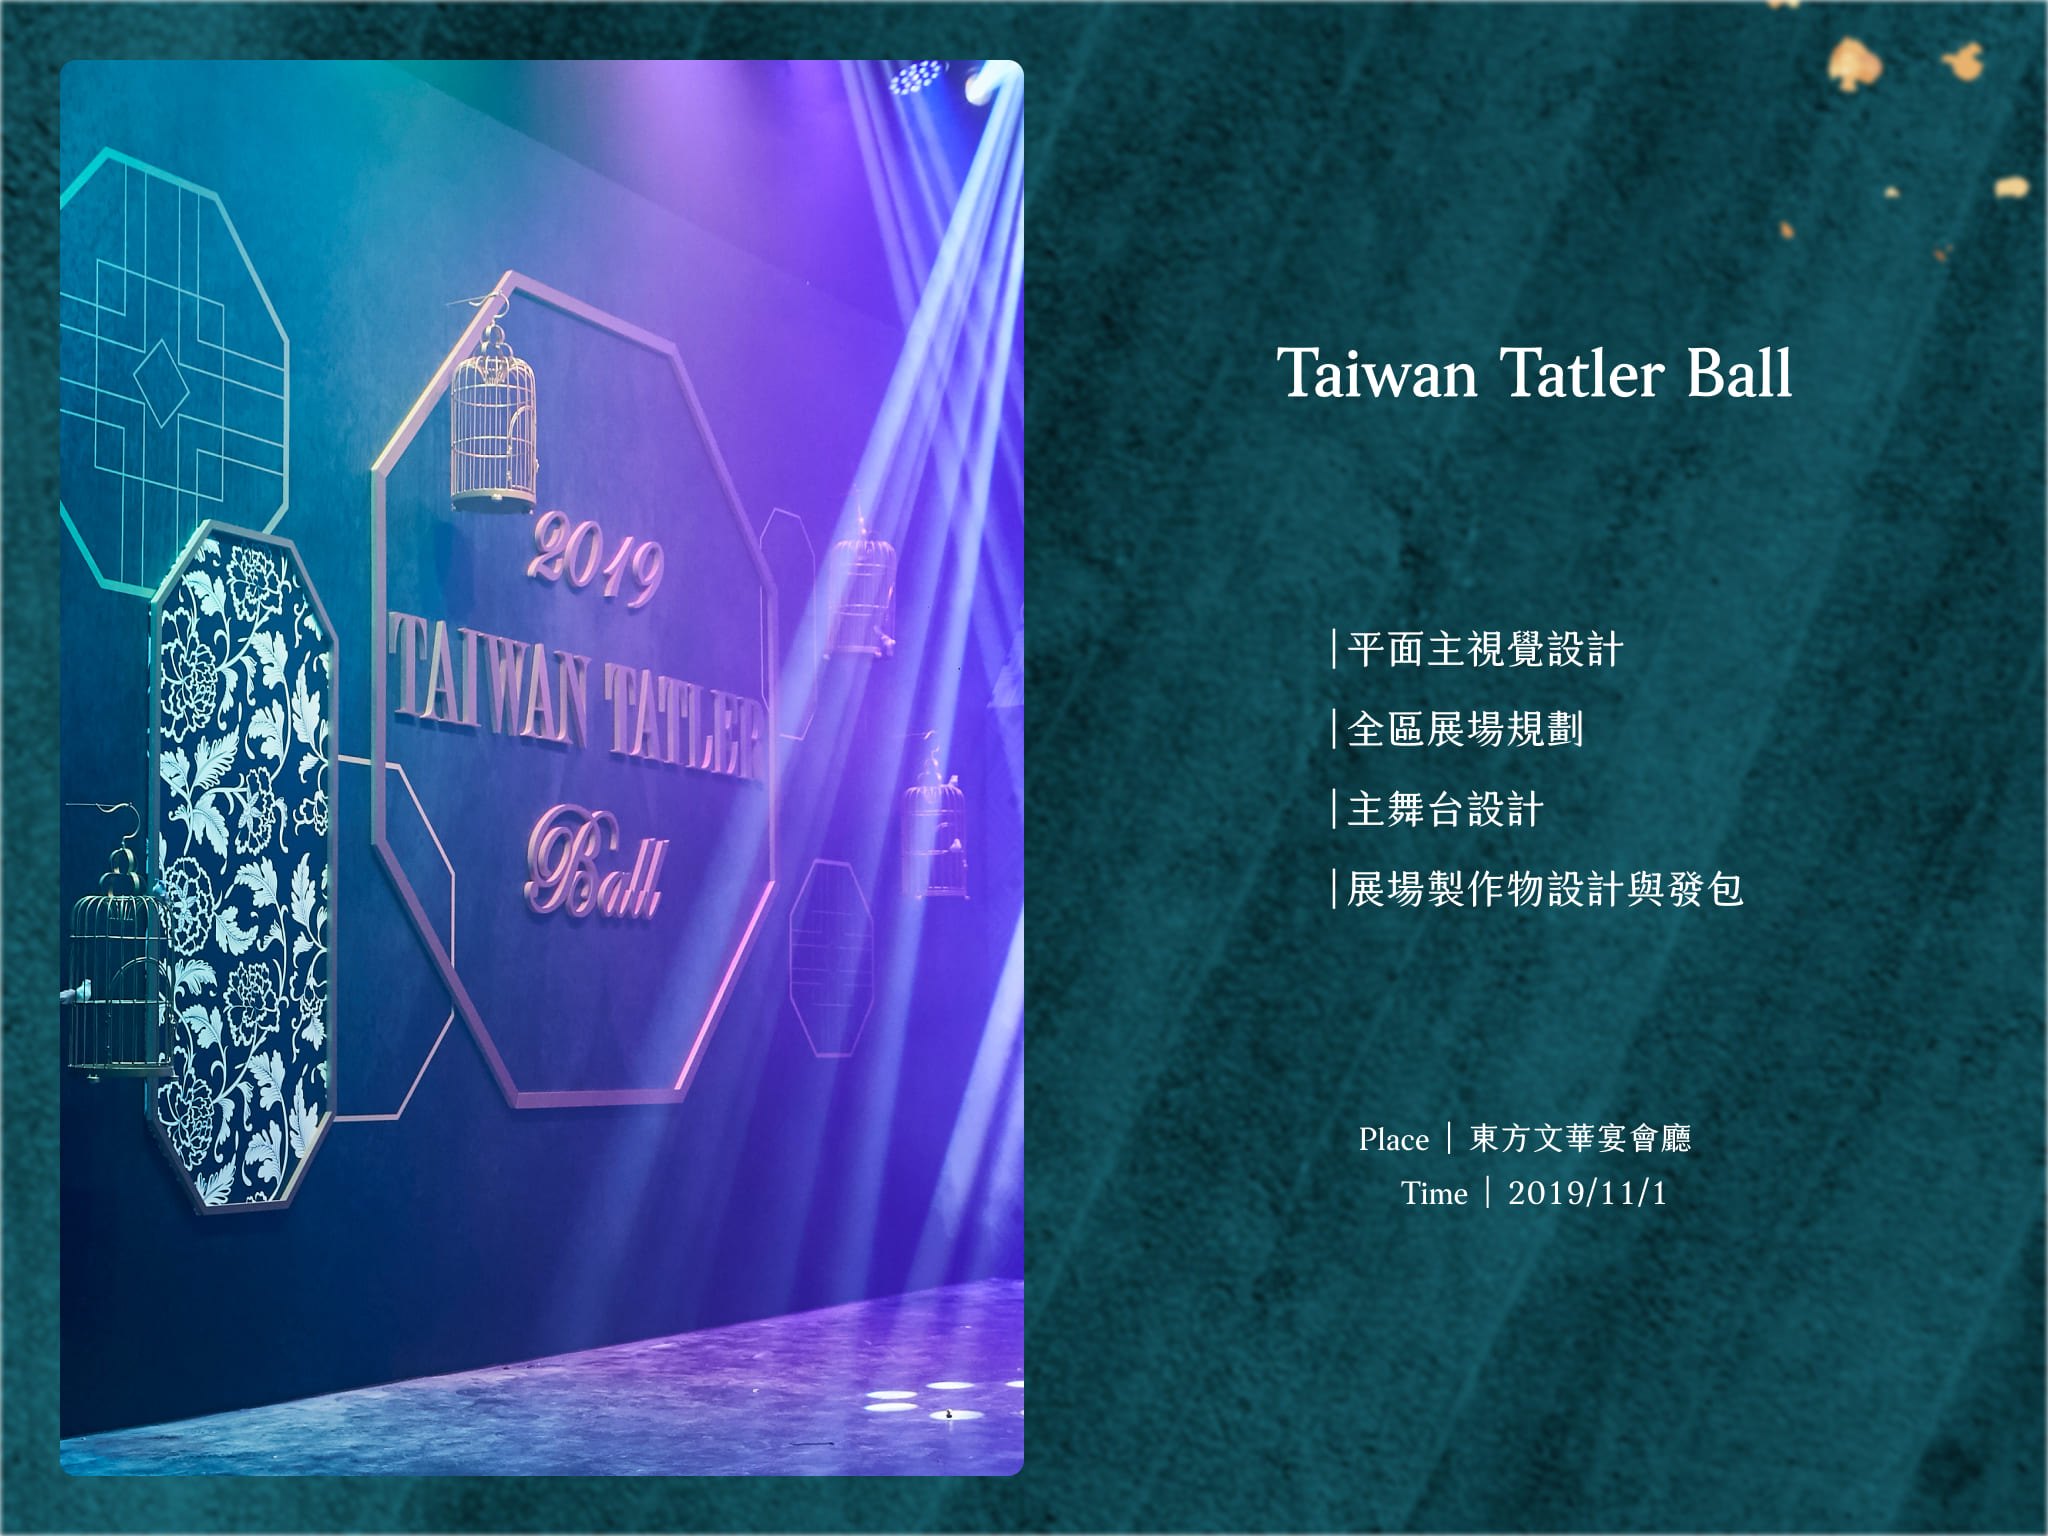 2019
TAIWAN TATLER
Ball
Taiwan Tatler Ball
|平面主視覺設計
|全區展場規劃
|主舞台設計
|展場製作物設計與發包
Place | 東方文華宴會廳
Time | 2019/11/1